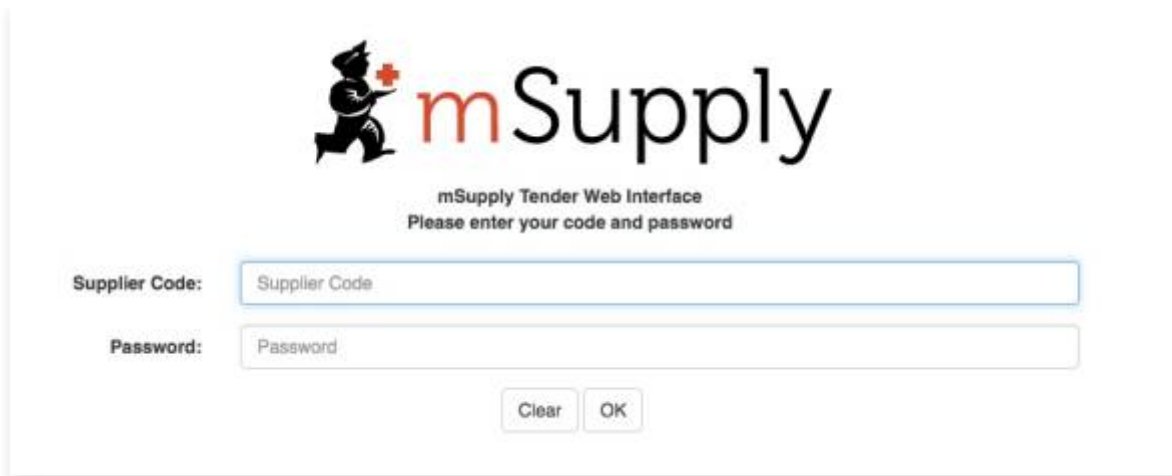 mSupply
mSupply Tender Web Interface
Please enter your code and password
Supplier Code: Supplier Code
Password: Password
Clear OK